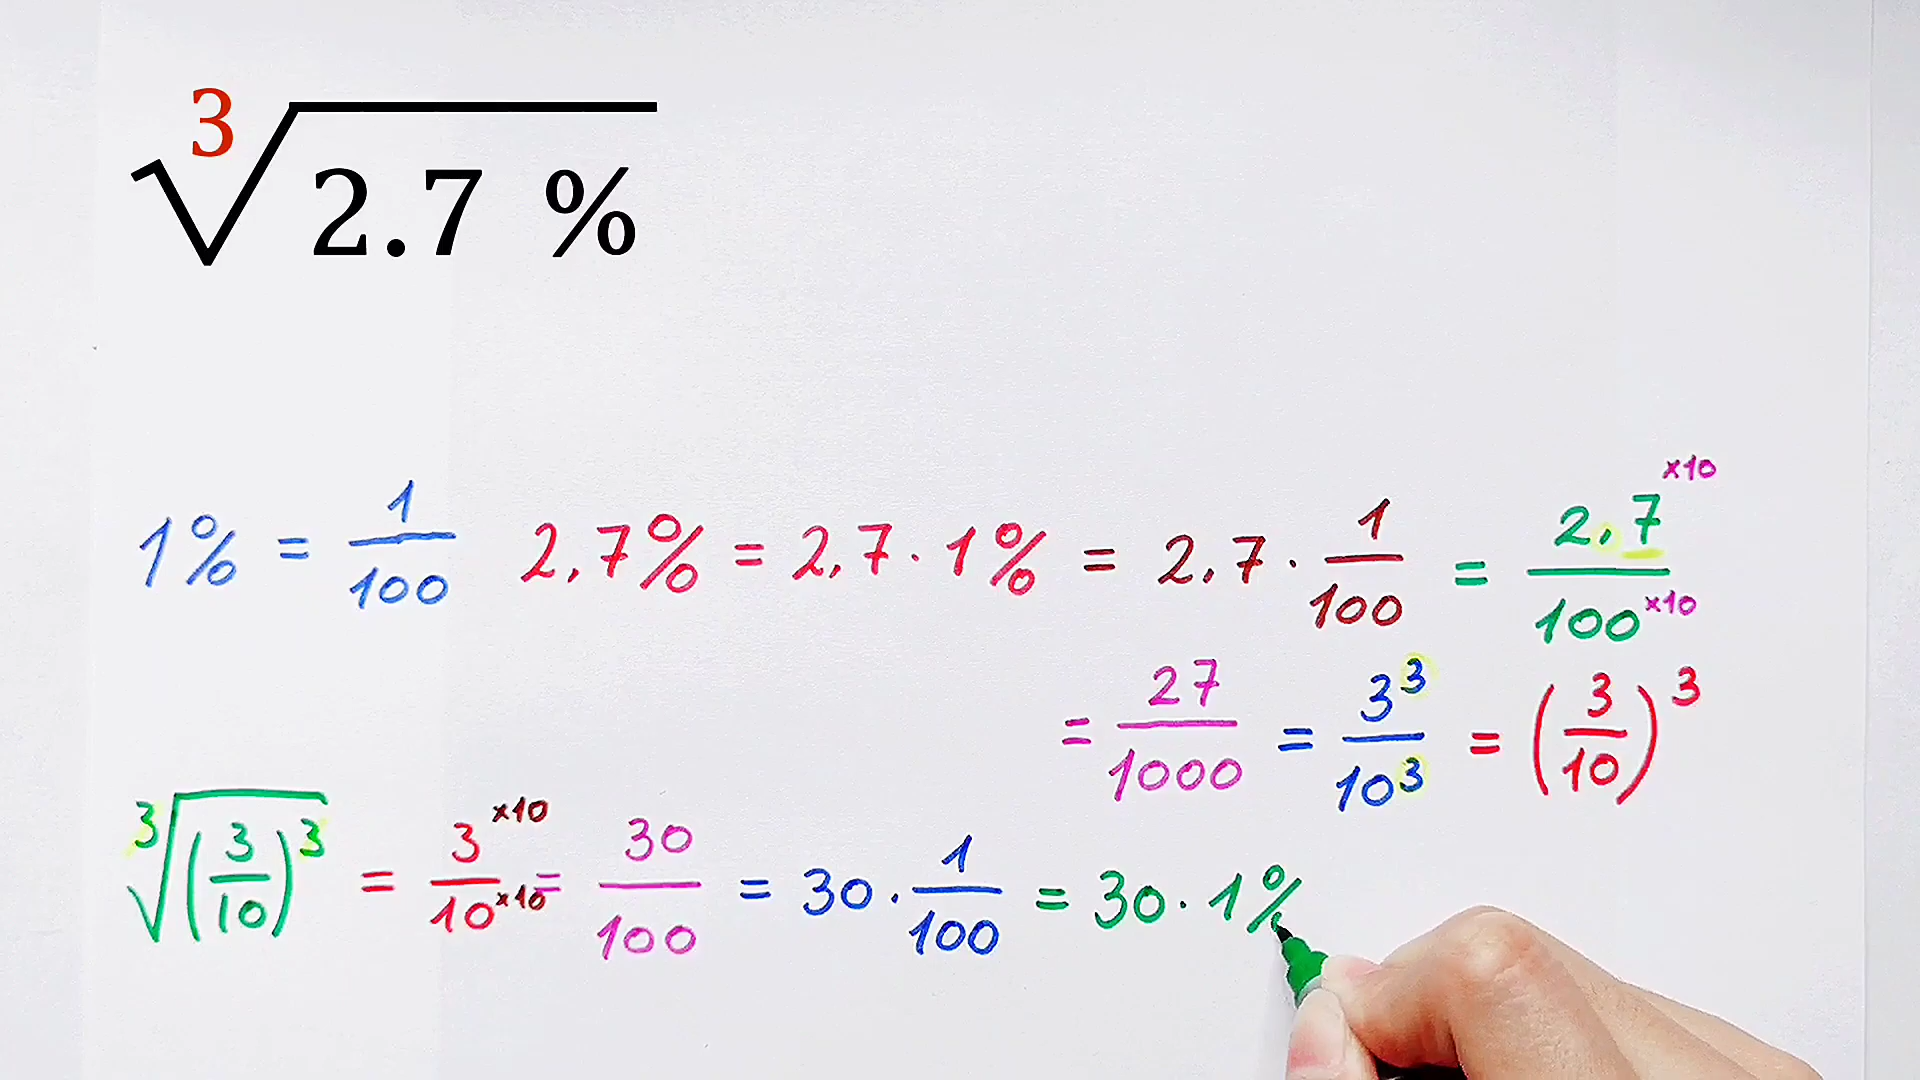 ∛2.7 %
1% = 1/100 2,7% = 2,7 · 1% = 2,7 · 1/100 = 2,7 ×10 / 100 ×10
= 27/1000 = 3³/10³ = (3/10)³
∛(3/10)³ = 3 ×10 / 10 ×10 = 30/100 = 30 · 1/100 = 30 · 1%